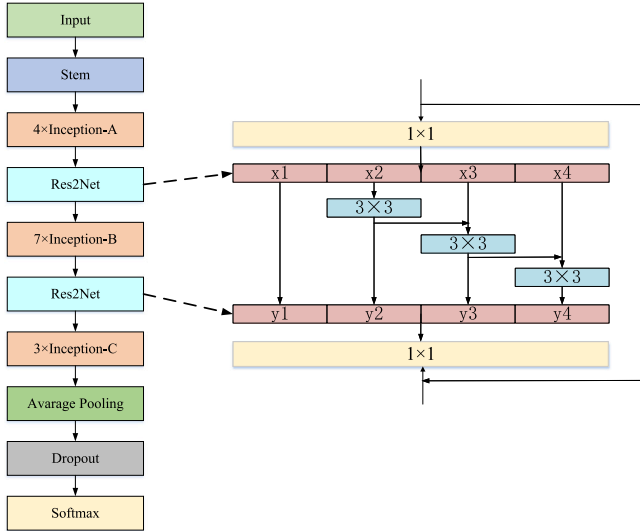 Input
Stem
4×Inception-A
Res2Net
7×Inception-B
Res2Net
3×Inception-C
Avarage Pooling
Dropout
Softmax
1×1
x1 x2 x3 x4
3×3
3×3
3×3
y1 y2 y3 y4
1×1